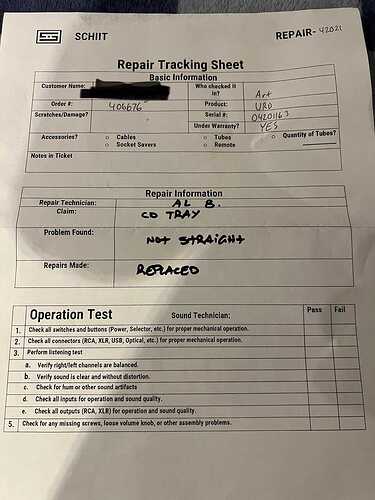 SCHIIT
REPAIR- 42021
Repair Tracking Sheet
Basic Information
Customer Name:
Who checked it in?
Art
Order #:
406676
Product:
URD
Scratches/Damage?
Serial #:
04201163
Under Warranty?
YES
Accessories?
○ Cables
○ Tubes
○ Quantity of Tubes?
○ Socket Savers
○ Remote
Notes in Ticket
Repair Information
Repair Technician:
AL B.
Claim:
CD TRAY
Problem Found:
NOT STRAIGHT
Repairs Made:
REPLACED
Operation Test
Sound Technician:
Pass
Fail
1. Check all switches and buttons (Power, Selector, etc.) for proper mechanical operation.
2. Check all connectors (RCA, XLR, USB, Optical, etc.) for proper mechanical operation.
3. Perform listening test
a. Verify right/left channels are balanced.
b. Verify sound is clear and without distortion.
c. Check for hum or other sound artifacts
d. Check all inputs for operation and sound quality.
e. Check all outputs (RCA, XLR) for operation and sound quality.
5. Check for any missing screws, loose volume knob, or other assembly problems.